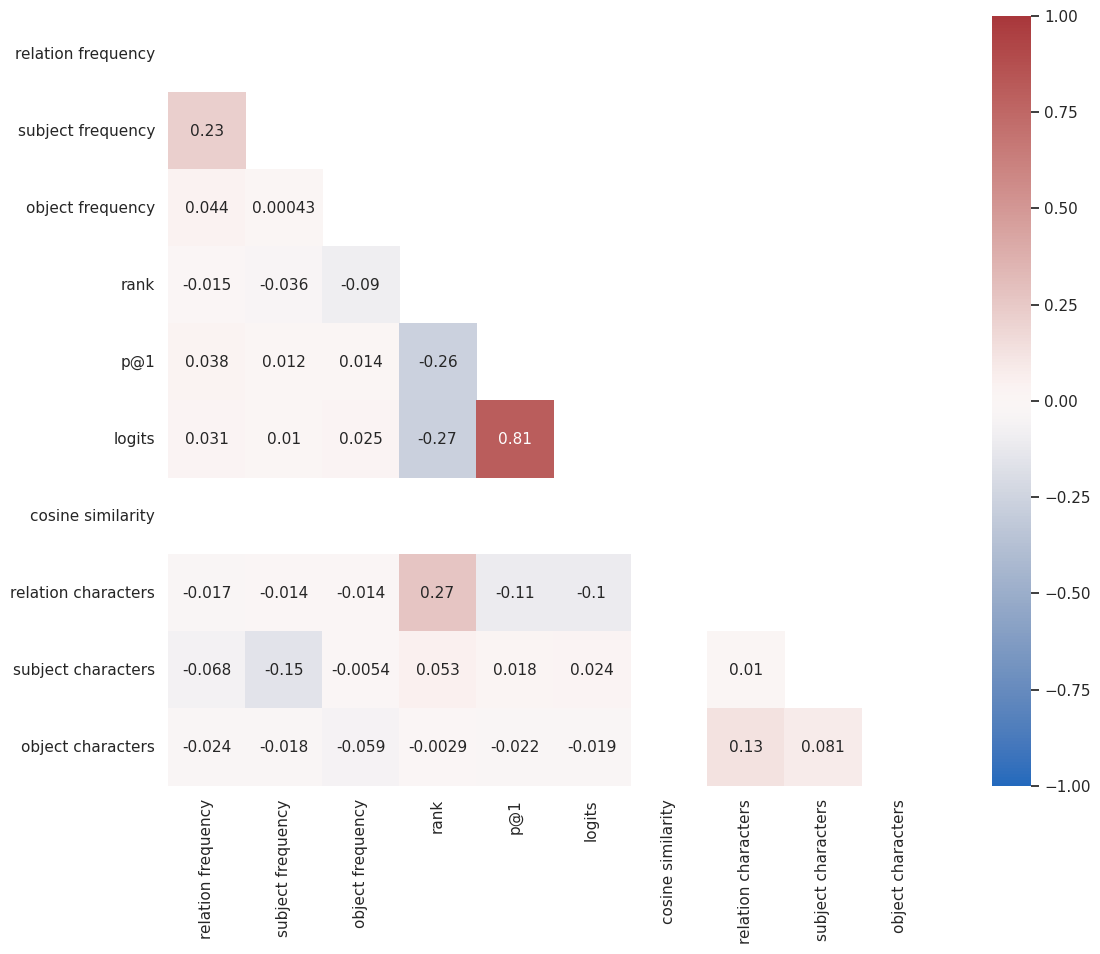 relation frequency
subject frequency 0.23
object frequency 0.044 0.00043
rank -0.015 -0.036 -0.09
p@1 0.038 0.012 0.014 -0.26
logits 0.031 0.01 0.025 -0.27 0.81
cosine similarity
relation characters -0.017 -0.014 -0.014 0.27 -0.11 -0.1
subject characters -0.068 -0.15 -0.0054 0.053 0.018 0.024 0.01
object characters -0.024 -0.018 -0.059 -0.0029 -0.022 -0.019 0.13 0.081
relation frequency
subject frequency
object frequency
rank
p@1
logits
cosine similarity
relation characters
subject characters
object characters
1.00
0.75
0.50
0.25
0.00
−0.25
−0.50
−0.75
−1.00